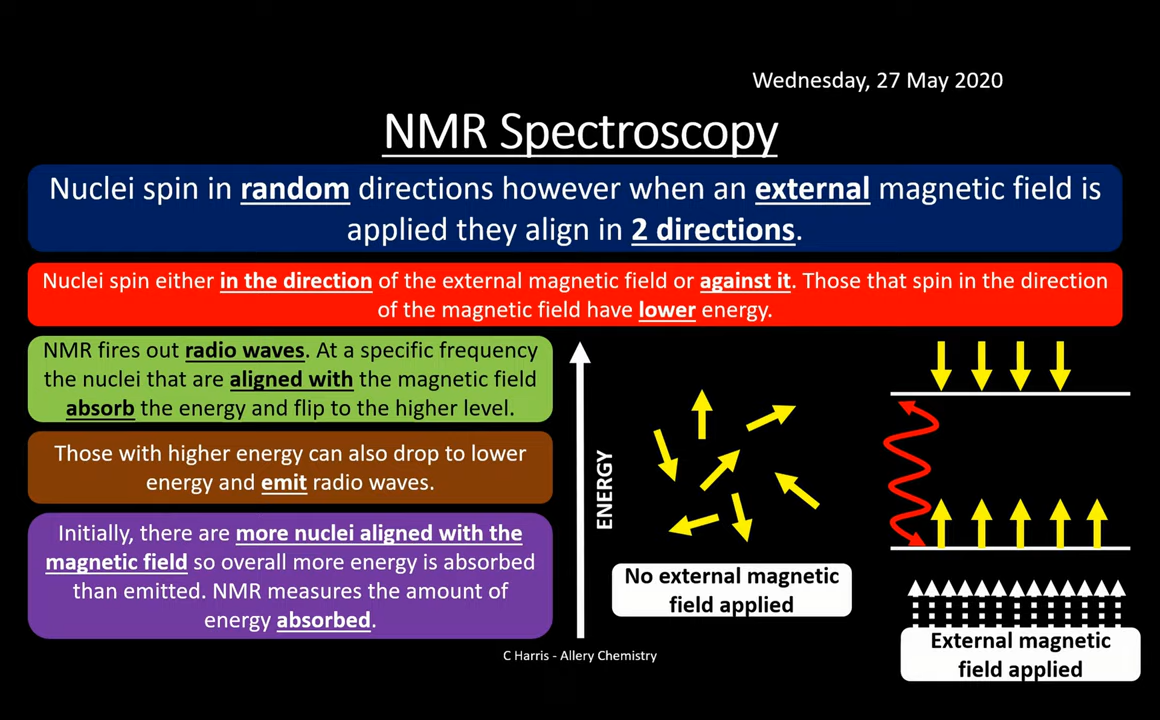 Wednesday, 27 May 2020
NMR Spectroscopy
Nuclei spin in random directions however when an external magnetic field is
applied they align in 2 directions.
Nuclei spin either in the direction of the external magnetic field or against it. Those that spin in the direction
of the magnetic field have lower energy.
NMR fires out radio waves. At a specific frequency
the nuclei that are aligned with the magnetic field
absorb the energy and flip to the higher level.
Those with higher energy can also drop to lower
energy and emit radio waves.
Initially, there are more nuclei aligned with the
magnetic field so overall more energy is absorbed
than emitted. NMR measures the amount of
energy absorbed.
ENERGY
No external magnetic
field applied
External magnetic
field applied
C Harris - Allery Chemistry